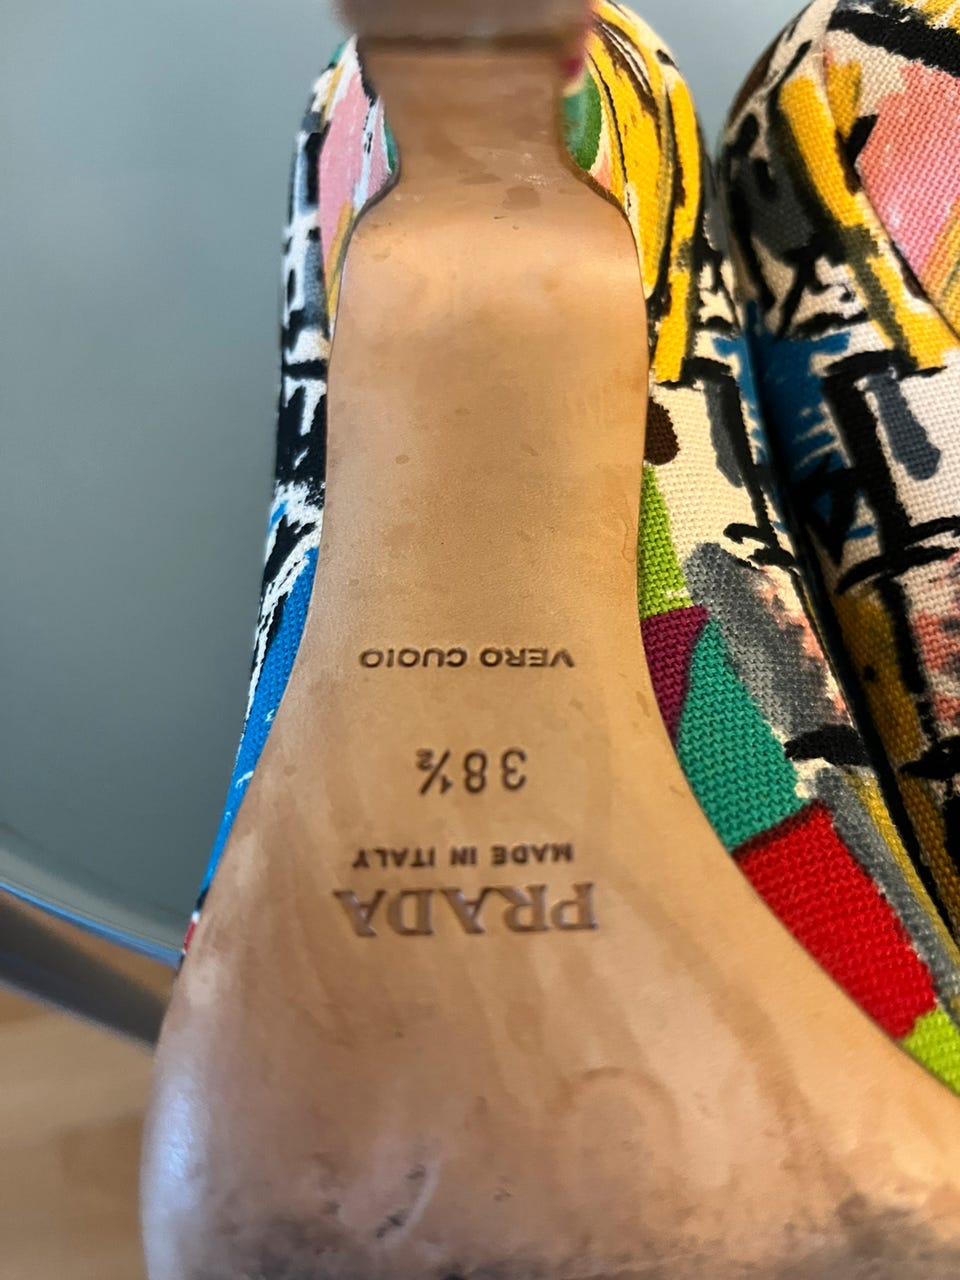 PRADA
MADE IN ITALY
38½
VERO CUOIO